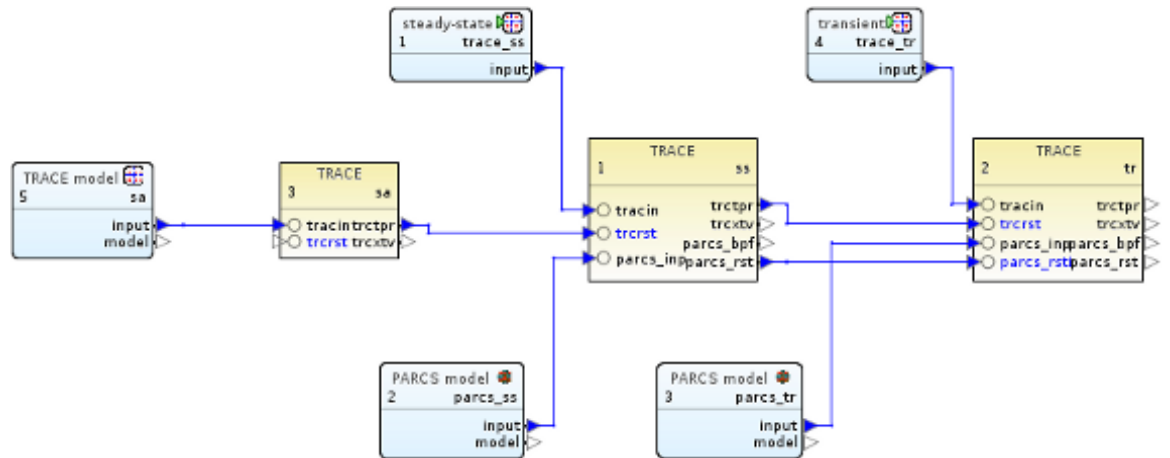 steady-state
1 trace_ss
input
transient
4 trace_tr
input
TRACE model
5 sa
input
model
TRACE
3 sa
tracin trctpr
trcrst trcxtv
TRACE
1 ss
tracin trctpr
trcrst trcxtv
parcs_bpf
parcs_inp parcs_rst
TRACE
2 tr
tracin trctpr
trcrst trcxtv
parcs_inp parcs_bpf
parcs_rsti parcs_rst
PARCS model
2 parcs_ss
input
model
PARCS model
3 parcs_tr
input
model